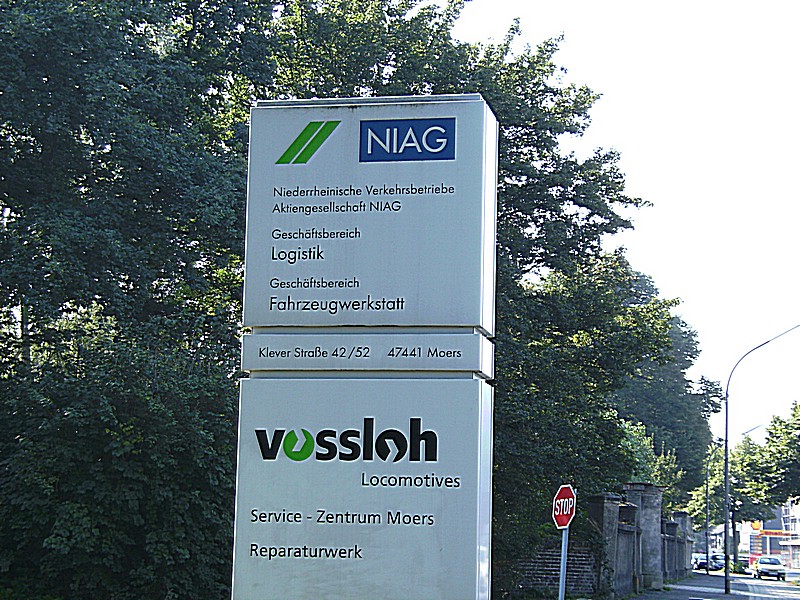 NIAG
Niederrheinische Verkehrsbetriebe
Aktiengesellschaft NIAG
Geschäftsbereich
Logistik
Geschäftsbereich
Fahrzeugwerkstatt
Klever Straße 42/52 47441 Moers
vossloh
Locomotives
Service - Zentrum Moers
Reparaturwerk
STOP